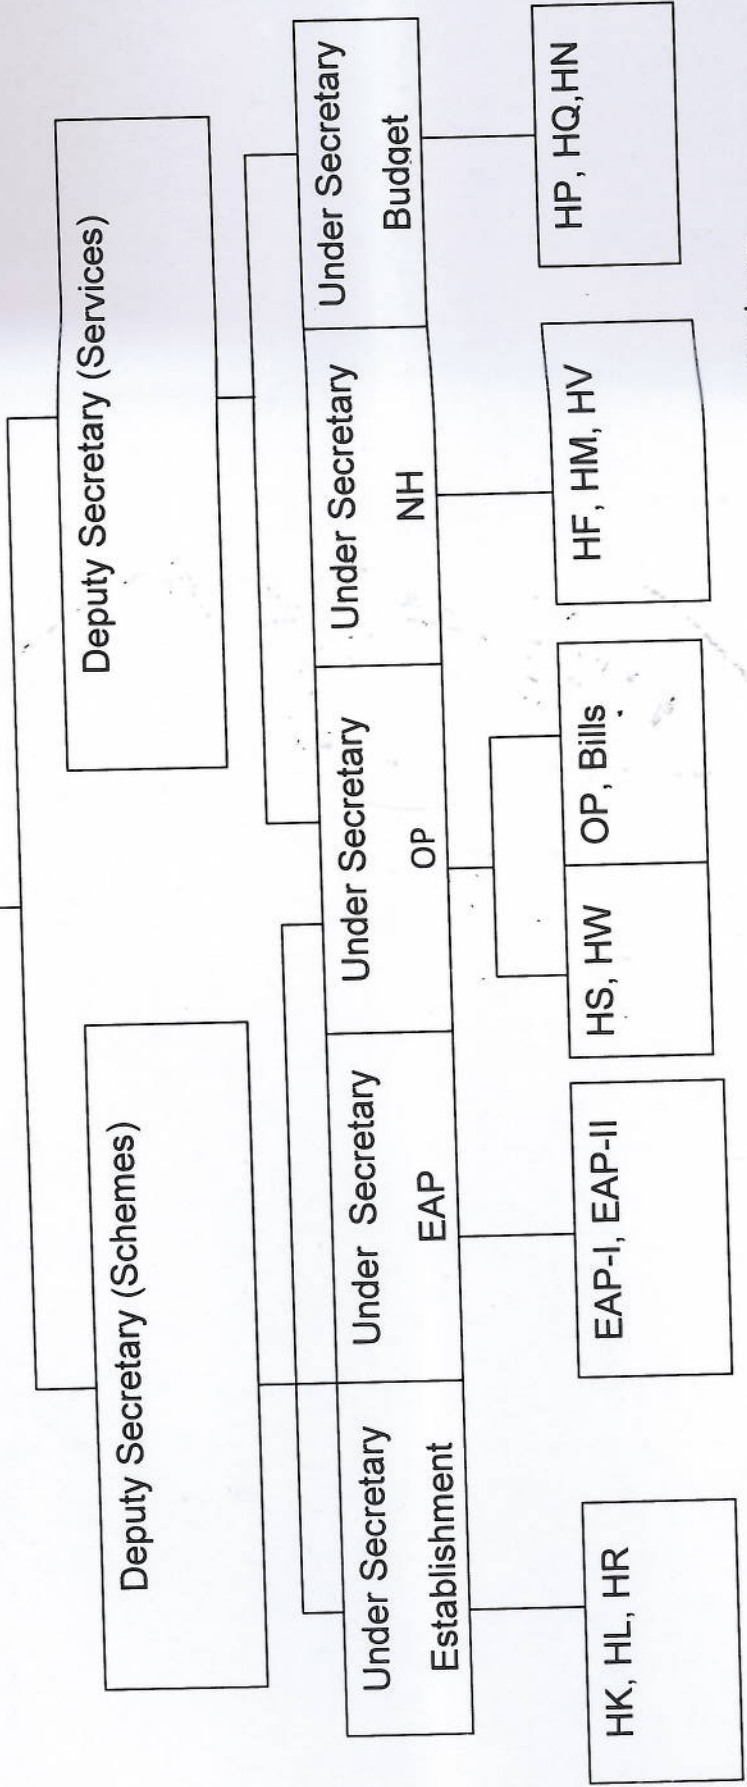 Deputy Secretary (Schemes)
Deputy Secretary (Services)
Under Secretary
Establishment
Under Secretary
EAP
Under Secretary
OP
Under Secretary
NH
Under Secretary
Budget
HK, HL, HR
EAP-I, EAP-II
HS, HW
OP, Bills
HF, HM, HV
HP, HQ,HN